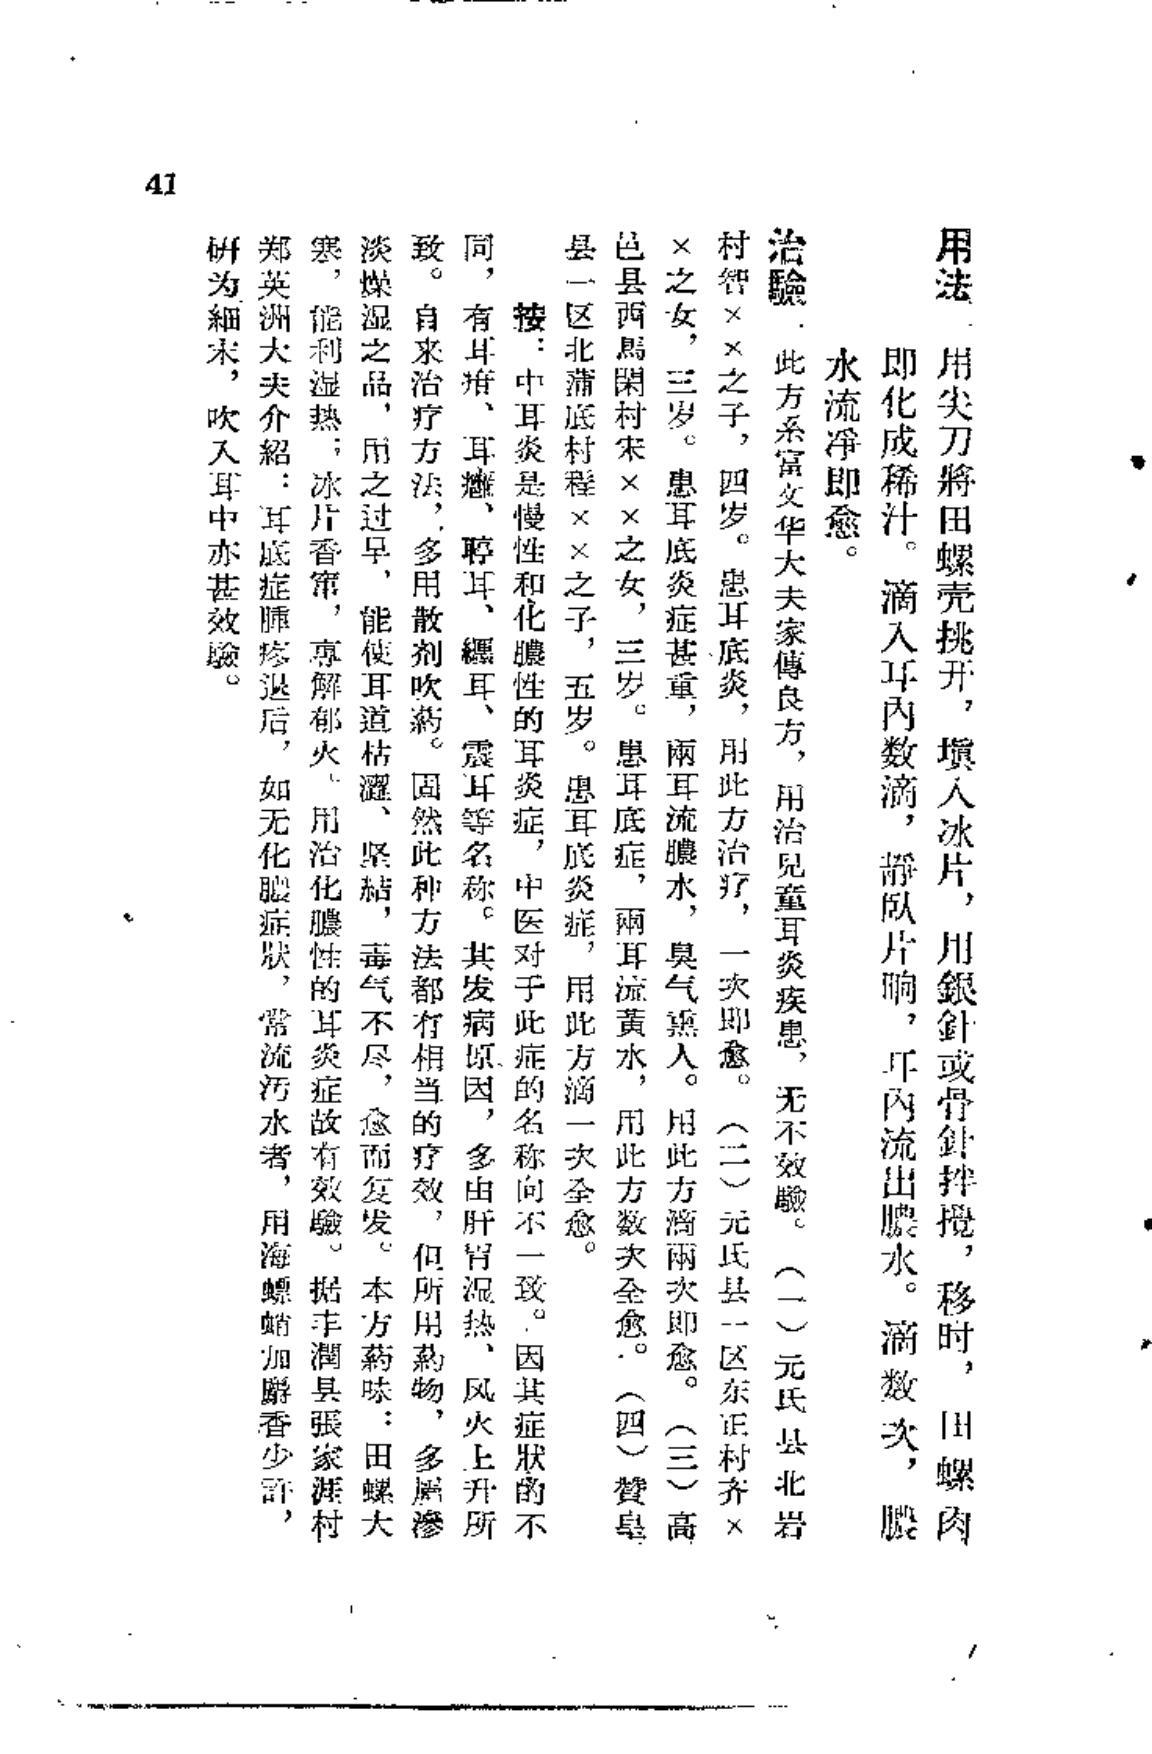 用法 用尖刀將田螺壳挑开，塡入冰片，用銀針或骨針拌攪，移时，田螺肉
即化成稀汁。滴入耳內数滴，靜臥片晌，耳內流出膿水。滴数次，膿
水流凈即愈。
治驗 此方系富文华大夫家傳良方，用治兒童耳炎疾患，无不效驗。（一）元氏县北岩
村智××之子，四岁。患耳底炎，用此方治疗，一次即愈。（二）元氏县一区东正村齐×
×之女，三岁。患耳底炎症甚重，兩耳流膿水，臭气熏人。用此方滴兩次即愈。（三）高
邑县西馬閑村宋××之女，三岁。患耳底症，兩耳流黃水，用此方数次全愈。（四）贊皇
县一区北蒲底村程××之子，五岁。患耳底炎症，用此方滴一次全愈。
按：中耳炎是慢性和化膿性的耳炎症，中医对于此症的名称向不一致。因其症狀的不
同，有耳疳、耳癰、聤耳、纏耳、震耳等名称。其发病原因，多由肝胃湿热、风火上升所
致。自来治疗方法，多用散剂吹葯。固然此种方法都有相当的疗效，但所用葯物，多屬滲
淡燥湿之品，用之过早，能使耳道枯澀、坚結，毒气不尽，愈而复发。本方葯味：田螺大
寒，能利湿热；冰片香窜，專解郁火。用治化膿性的耳炎症故有效驗。据丰潤县張家涯村
郑英洲大夫介紹：耳底症腫疼退后，如无化膿症狀，常流汚水者，用海螵蛸加麝香少許，
研为細末，吹入耳中亦甚效驗。
41